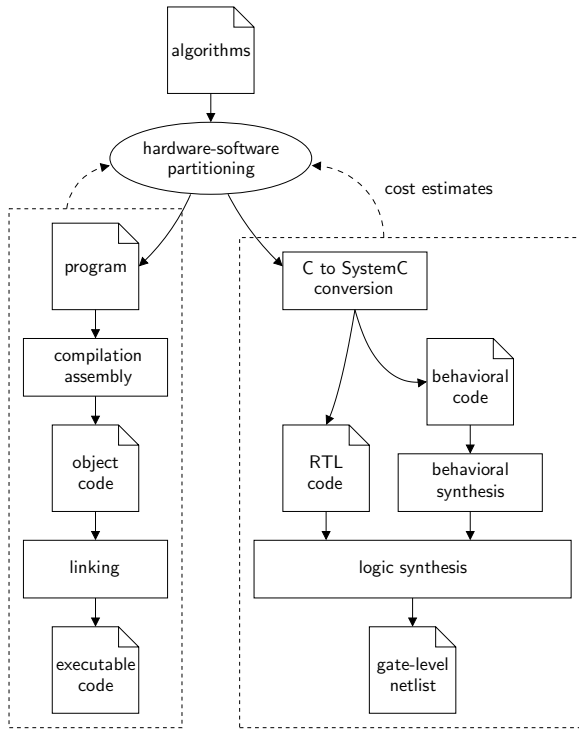 algorithms
hardware-software
partitioning
cost estimates
program
C to SystemC
conversion
compilation
assembly
behavioral
code
object
code
RTL
code
behavioral
synthesis
linking
logic synthesis
executable
code
gate-level
netlist